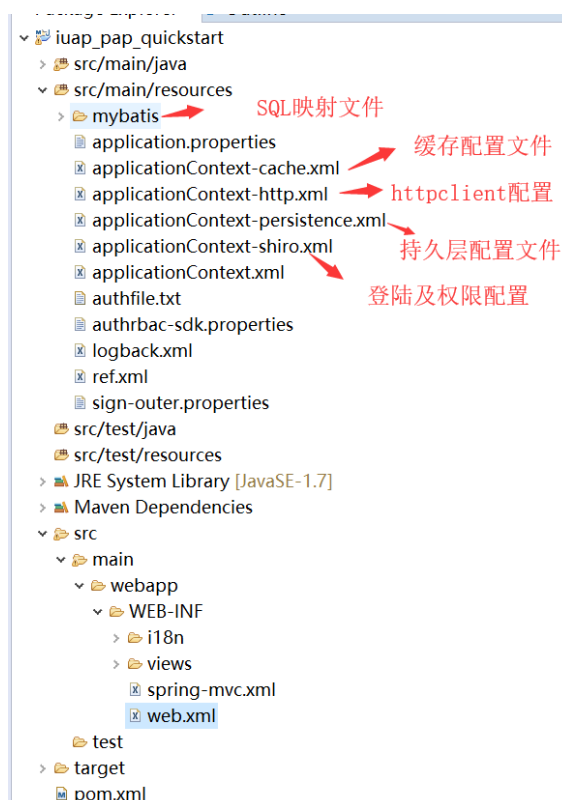 iuap_pap_quickstart
src/main/java
src/main/resources
mybatis SQL映射文件
application.properties
applicationContext-cache.xml 缓存配置文件
applicationContext-http.xml httpclient配置
applicationContext-persistence.xml 持久层配置文件
applicationContext-shiro.xml 登陆及权限配置
applicationContext.xml
authfile.txt
authrbac-sdk.properties
logback.xml
ref.xml
sign-outer.properties
src/test/java
src/test/resources
JRE System Library [JavaSE-1.7]
Maven Dependencies
src
main
webapp
WEB-INF
i18n
views
spring-mvc.xml
web.xml
test
target
pom.xml